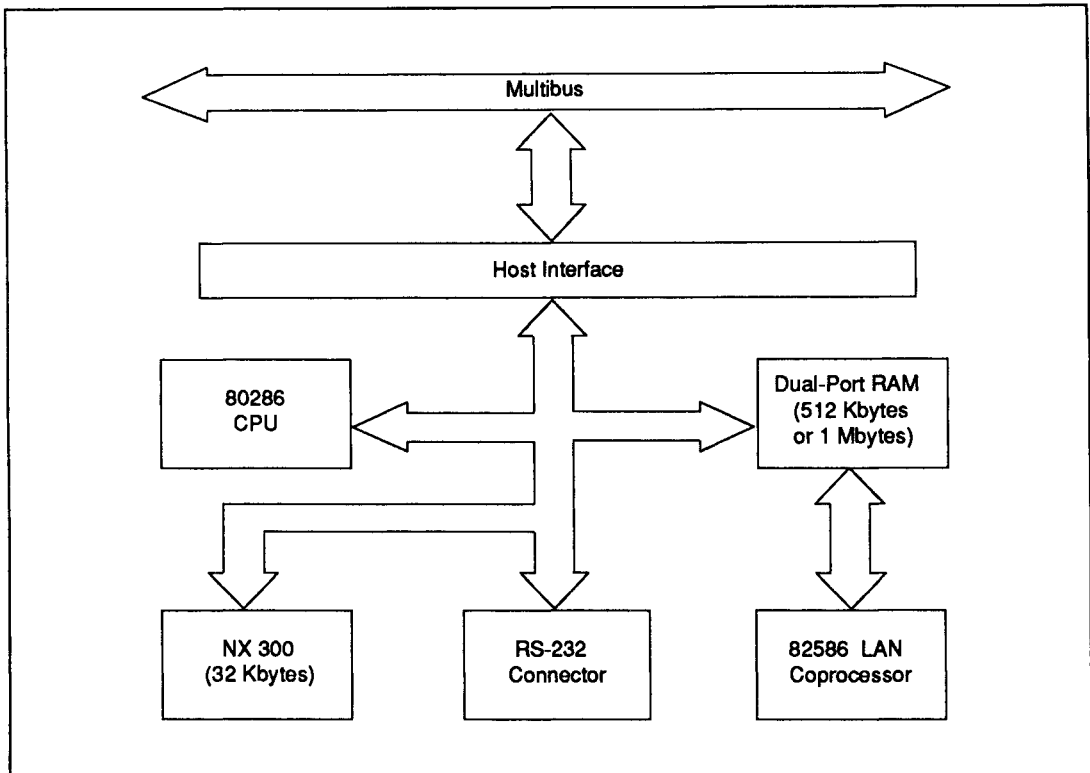 Multibus
Host Interface
80286
CPU
Dual-Port RAM
(512 Kbytes
or 1 Mbytes)
NX 300
(32 Kbytes)
RS-232
Connector
82586 LAN
Coprocessor